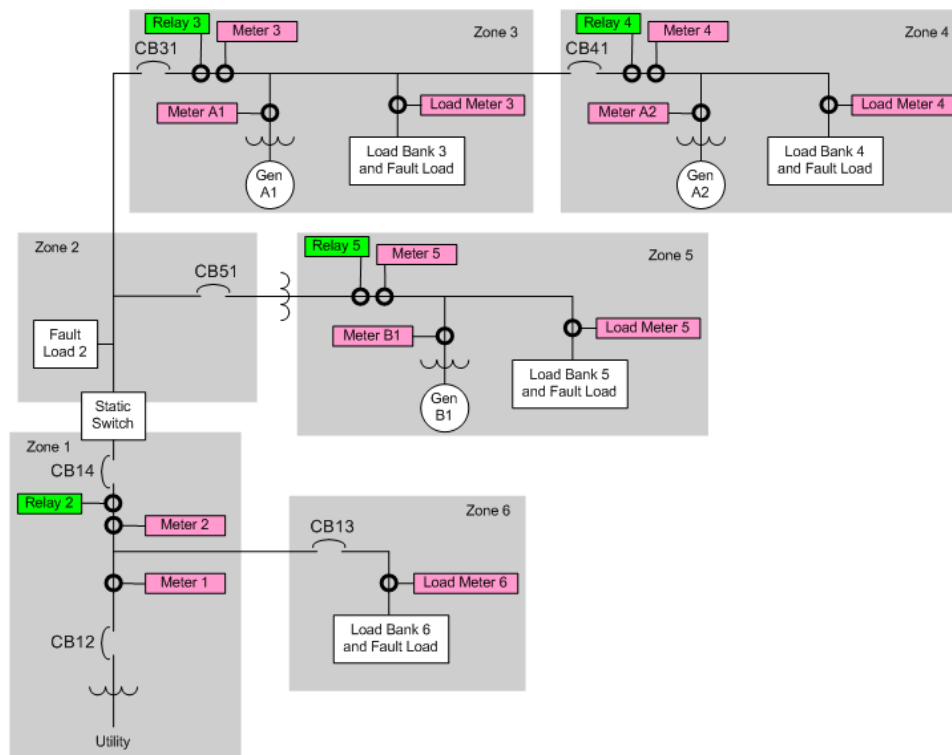 Relay 3
Meter 3
Zone 3
CB31
Meter A1
Load Meter 3
Gen
A1
Load Bank 3
and Fault Load
Relay 4
Meter 4
Zone 4
CB41
Meter A2
Load Meter 4
Gen
A2
Load Bank 4
and Fault Load
Zone 2
CB51
Fault
Load 2
Static
Switch
Relay 5
Meter 5
Zone 5
Meter B1
Load Meter 5
Gen
B1
Load Bank 5
and Fault Load
Zone 1
CB14
Relay 2
Meter 2
Meter 1
CB12
Utility
Zone 6
CB13
Load Meter 6
Load Bank 6
and Fault Load